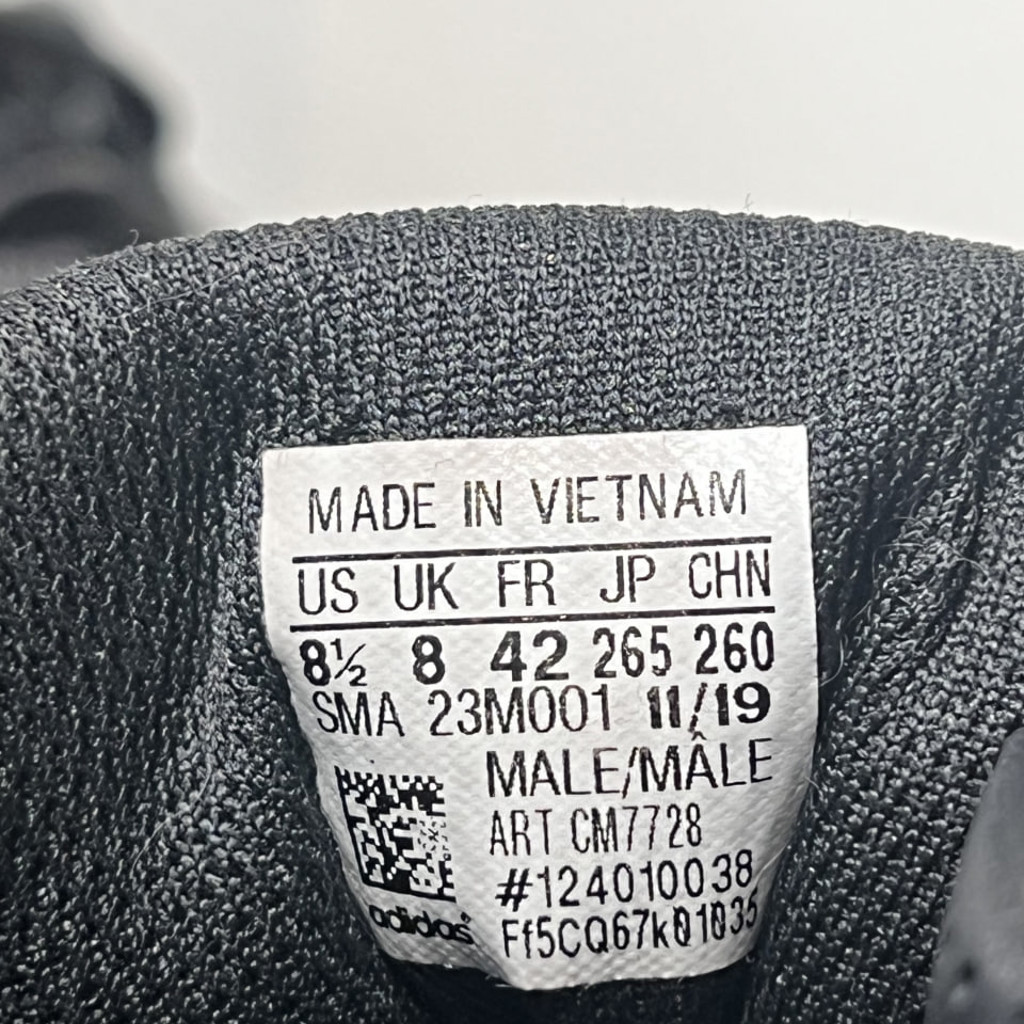 MADE IN VIETNAM
US UK FR JP CHN
8½ 8 42 265 260
SMA 23M001 11/19
MALE/MÂLE
ART CM7728
#124010038
adidas Ff5CQ67k01035